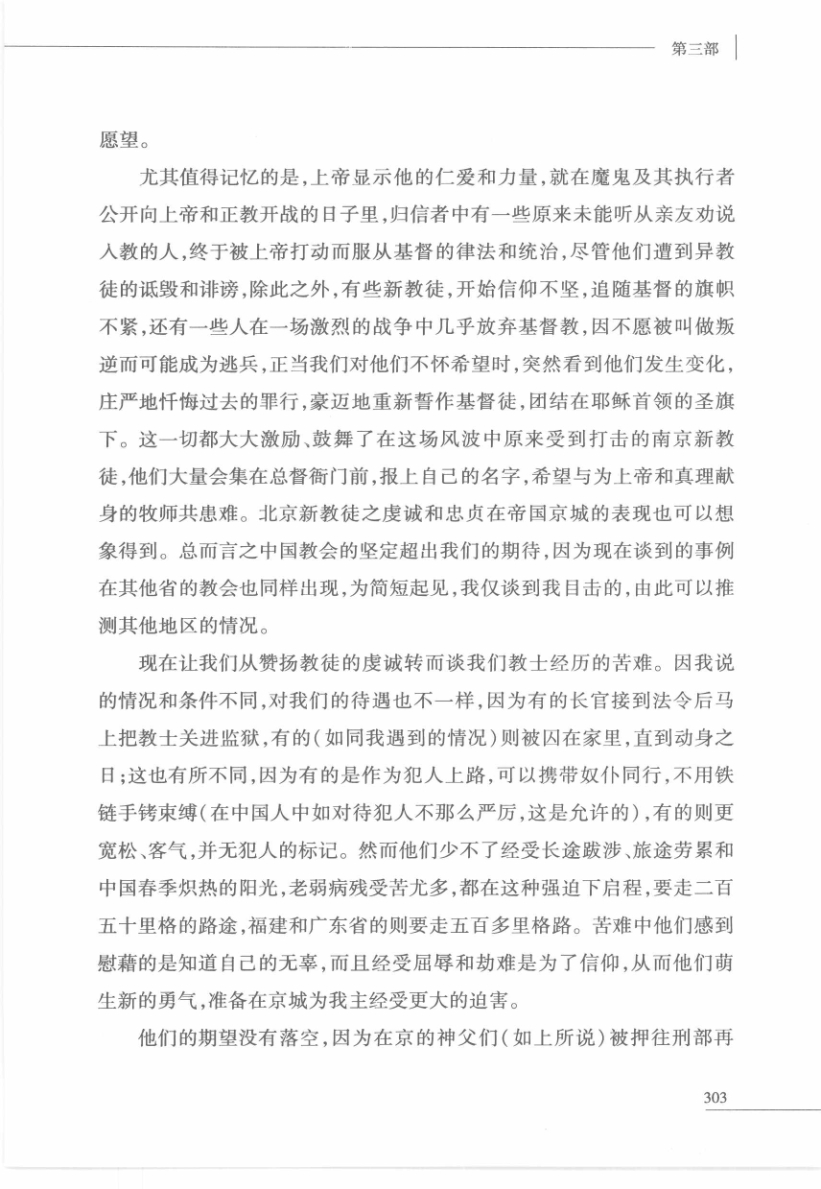 第三部
愿望。
尤其值得记忆的是,上帝显示他的仁爱和力量,就在魔鬼及其执行者
公开向上帝和正教开战的日子里,归信者中有一些原来未能听从亲友劝说
入教的人,终于被上帝打动而服从基督的律法和统治,尽管他们遭到异教
徒的诋毁和诽谤,除此之外,有些新教徒,开始信仰不坚,追随基督的旗帜
不紧,还有一些人在一场激烈的战争中几乎放弃基督教,因不愿被叫做叛
逆而可能成为逃兵,正当我们对他们不怀希望时,突然看到他们发生变化,
庄严地忏悔过去的罪行,豪迈地重新誓作基督徒,团结在耶稣首领的圣旗
下。这一切都大大激励、鼓舞了在这场风波中原来受到打击的南京新教
徒,他们大量会集在总督衙门前,报上自己的名字,希望与为上帝和真理献
身的牧师共患难。北京新教徒之虔诚和忠贞在帝国京城的表现也可以想
象得到。总而言之中国教会的坚定超出我们的期待,因为现在谈到的事例
在其他省的教会也同样出现,为简短起见,我仅谈到我目击的,由此可以推
测其他地区的情况。
现在让我们从赞扬教徒的虔诚转而谈我们教士经历的苦难。因我说
的情况和条件不同,对我们的待遇也不一样,因为有的长官接到法令后马
上把教士关进监狱,有的(如同我遇到的情况)则被囚在家里,直到动身之
日;这也有所不同,因为有的是作为犯人上路,可以携带奴仆同行,不用铁
链手铐束缚(在中国人中如对待犯人不那么严厉,这是允许的),有的则更
宽松、客气,并无犯人的标记。然而他们少不了经受长途跋涉、旅途劳累和
中国春季炽热的阳光,老弱病残受苦尤多,都在这种强迫下启程,要走二百
五十里格的路途,福建和广东省的则要走五百多里格路。苦难中他们感到
慰藉的是知道自己的无辜,而且经受屈辱和劫难是为了信仰,从而他们萌
生新的勇气,准备在京城为我主经受更大的迫害。
他们的期望没有落空,因为在京的神父们(如上所说)被押往刑部再
303